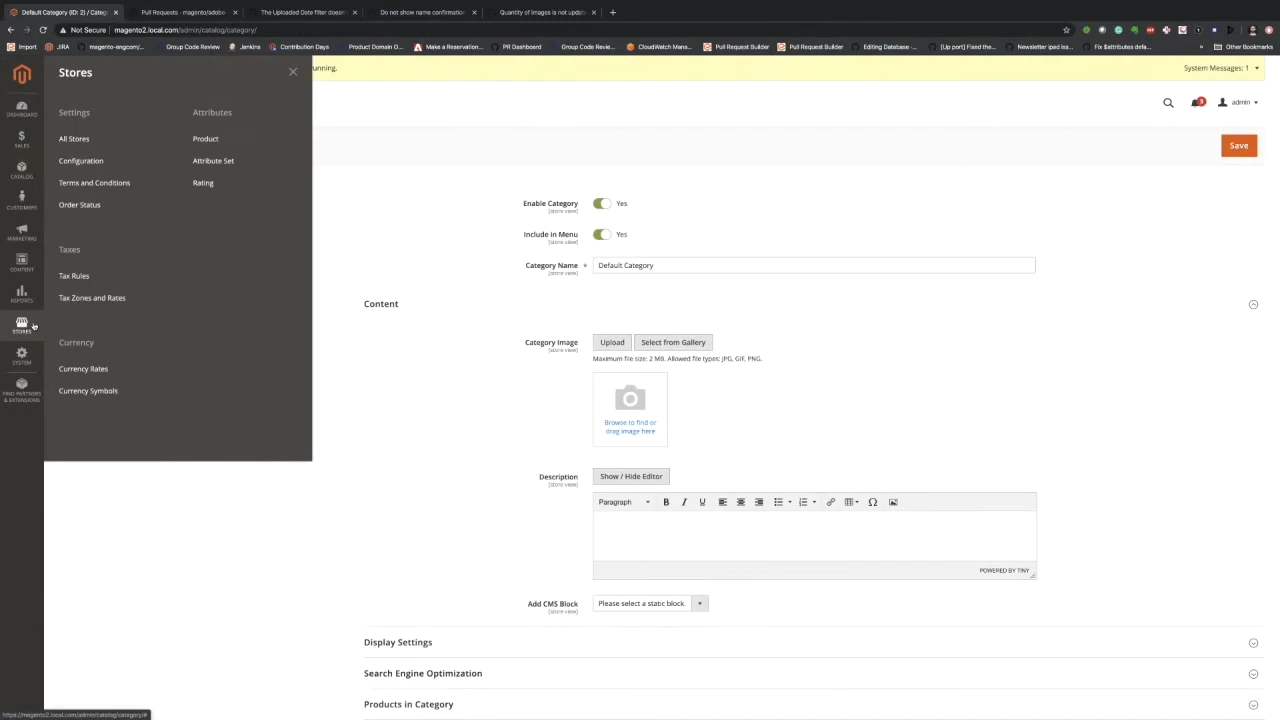 Default Category (ID: 2) / Categ
Pull Requests - magento/adobe
The Uploaded Date filter doesn't
Do not show name confirmation
Quantity of Images is not updat
Not Secure
magento2.local.com/admin/catalog/category/
Import
JIRA
magento-engcom/...
Group Code Review
Jenkins
Contribution Days
Product Domain O...
Make a Reservation...
PR Dashboard
Group Code Revie...
CloudWatch Mana...
Pull Request Builder
Pull Request Builder
Editing Database -...
[Up port] Fixed the...
Newsletter ipad iss...
Fix $attributes defa...
»
Other Bookmarks
Stores
unning.
System Messages: 1
3
admin
Save
DASHBOARD
SALES
CATALOG
CUSTOMERS
MARKETING
CONTENT
REPORTS
STORES
SYSTEM
FIND PARTNERS
& EXTENSIONS
Settings
All Stores
Configuration
Terms and Conditions
Order Status
Taxes
Tax Rules
Tax Zones and Rates
Currency
Currency Rates
Currency Symbols
Attributes
Product
Attribute Set
Rating
Enable Category
[store view]
Yes
Include in Menu
[store view]
Yes
Category Name *
[store view]
Default Category
Content
Category Image
[store view]
Upload
Select from Gallery
Maximum file size: 2 MB. Allowed file types: JPG, GIF, PNG.
Browse to find or
drag image here
Description
[store view]
Show / Hide Editor
Paragraph
B
I
U
Ω
POWERED BY TINY
Add CMS Block
[store view]
Please select a static block.
Display Settings
Search Engine Optimization
Products in Category
https://magento2.local.com/admin/catalog/category/#